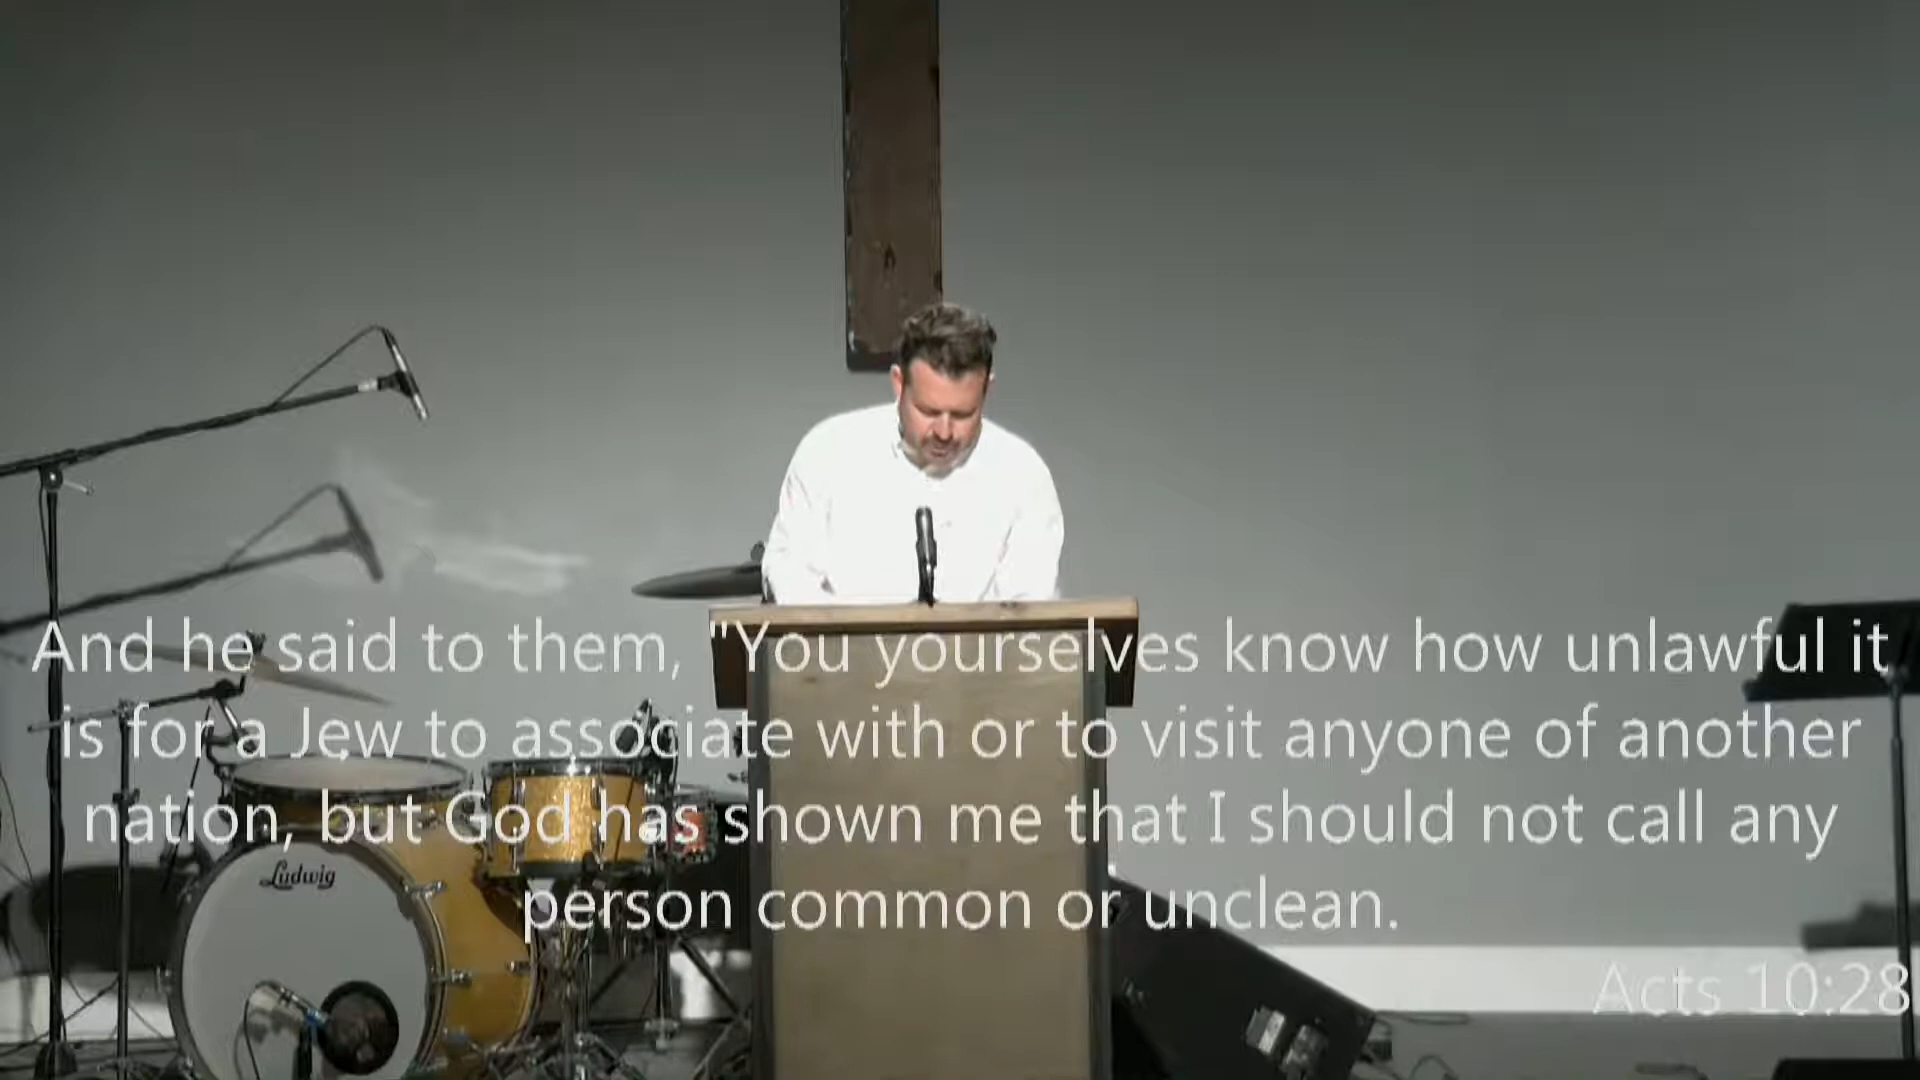 And he said to them, "You yourselves know how unlawful it
is for a Jew to associate with or to visit anyone of another
nation, but God has shown me that I should not call any
person common or unclean.
Acts 10:28
Ludwig